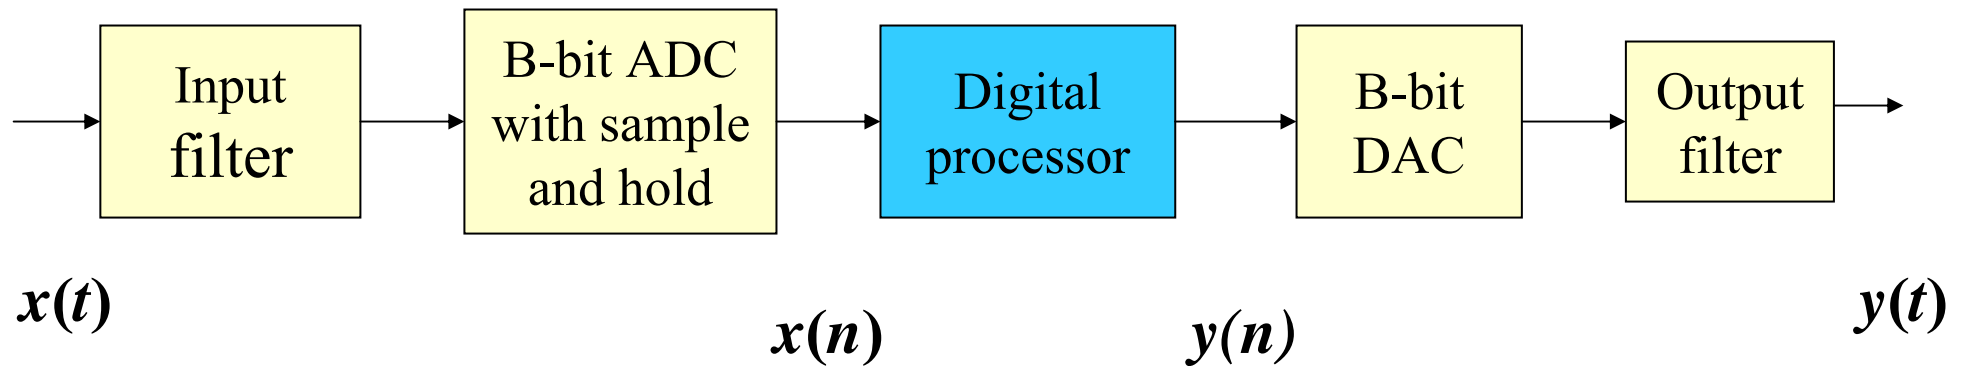 Input
filter
B-bit ADC
with sample
and hold
Digital
processor
B-bit
DAC
Output
filter
x(t)
x(n)
y(n)
y(t)